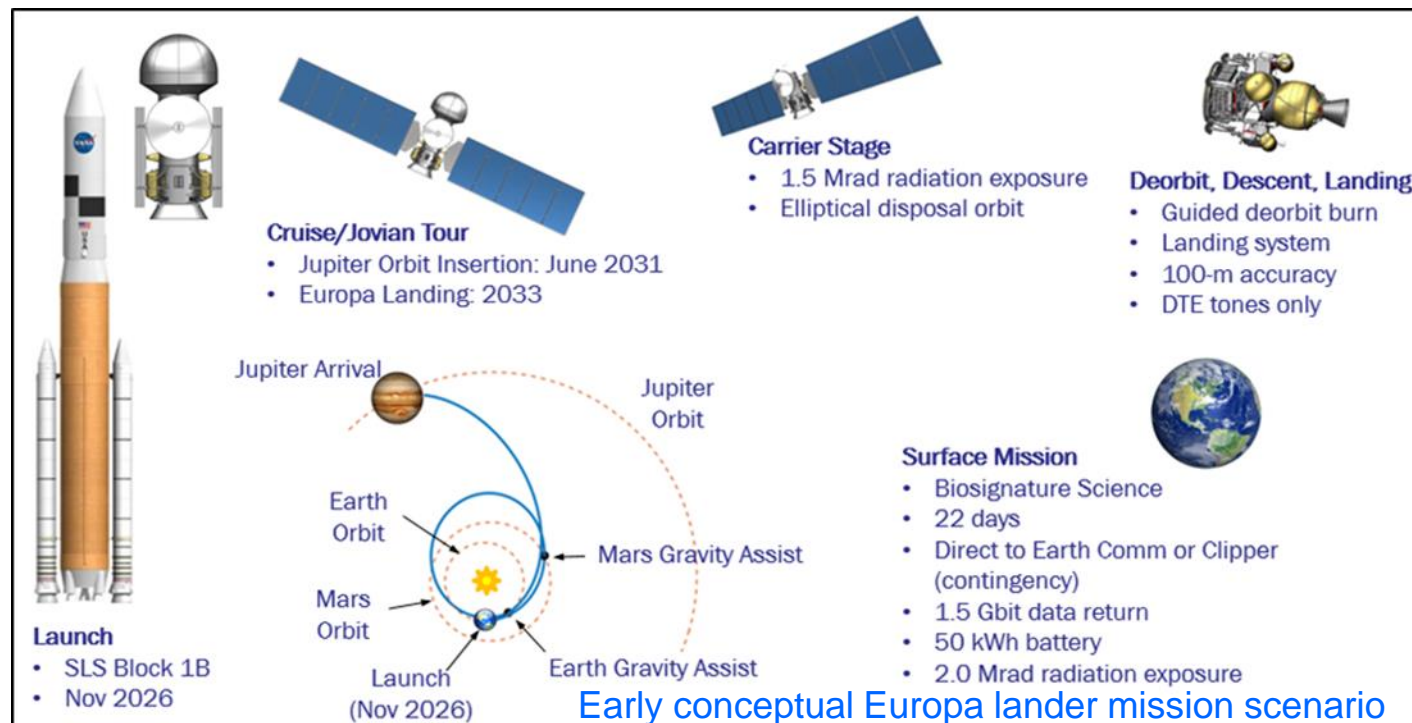 Launch
• SLS Block 1B
• Nov 2026
Cruise/Jovian Tour
• Jupiter Orbit Insertion: June 2031
• Europa Landing: 2033
Carrier Stage
• 1.5 Mrad radiation exposure
• Elliptical disposal orbit
Deorbit, Descent, Landing
• Guided deorbit burn
• Landing system
• 100-m accuracy
• DTE tones only
Jupiter Arrival
Jupiter
Orbit
Earth
Orbit
Mars Gravity Assist
Mars
Orbit
Earth Gravity Assist
Launch
(Nov 2026)
Surface Mission
• Biosignature Science
• 22 days
• Direct to Earth Comm or Clipper
(contingency)
• 1.5 Gbit data return
• 50 kWh battery
• 2.0 Mrad radiation exposure
Early conceptual Europa lander mission scenario